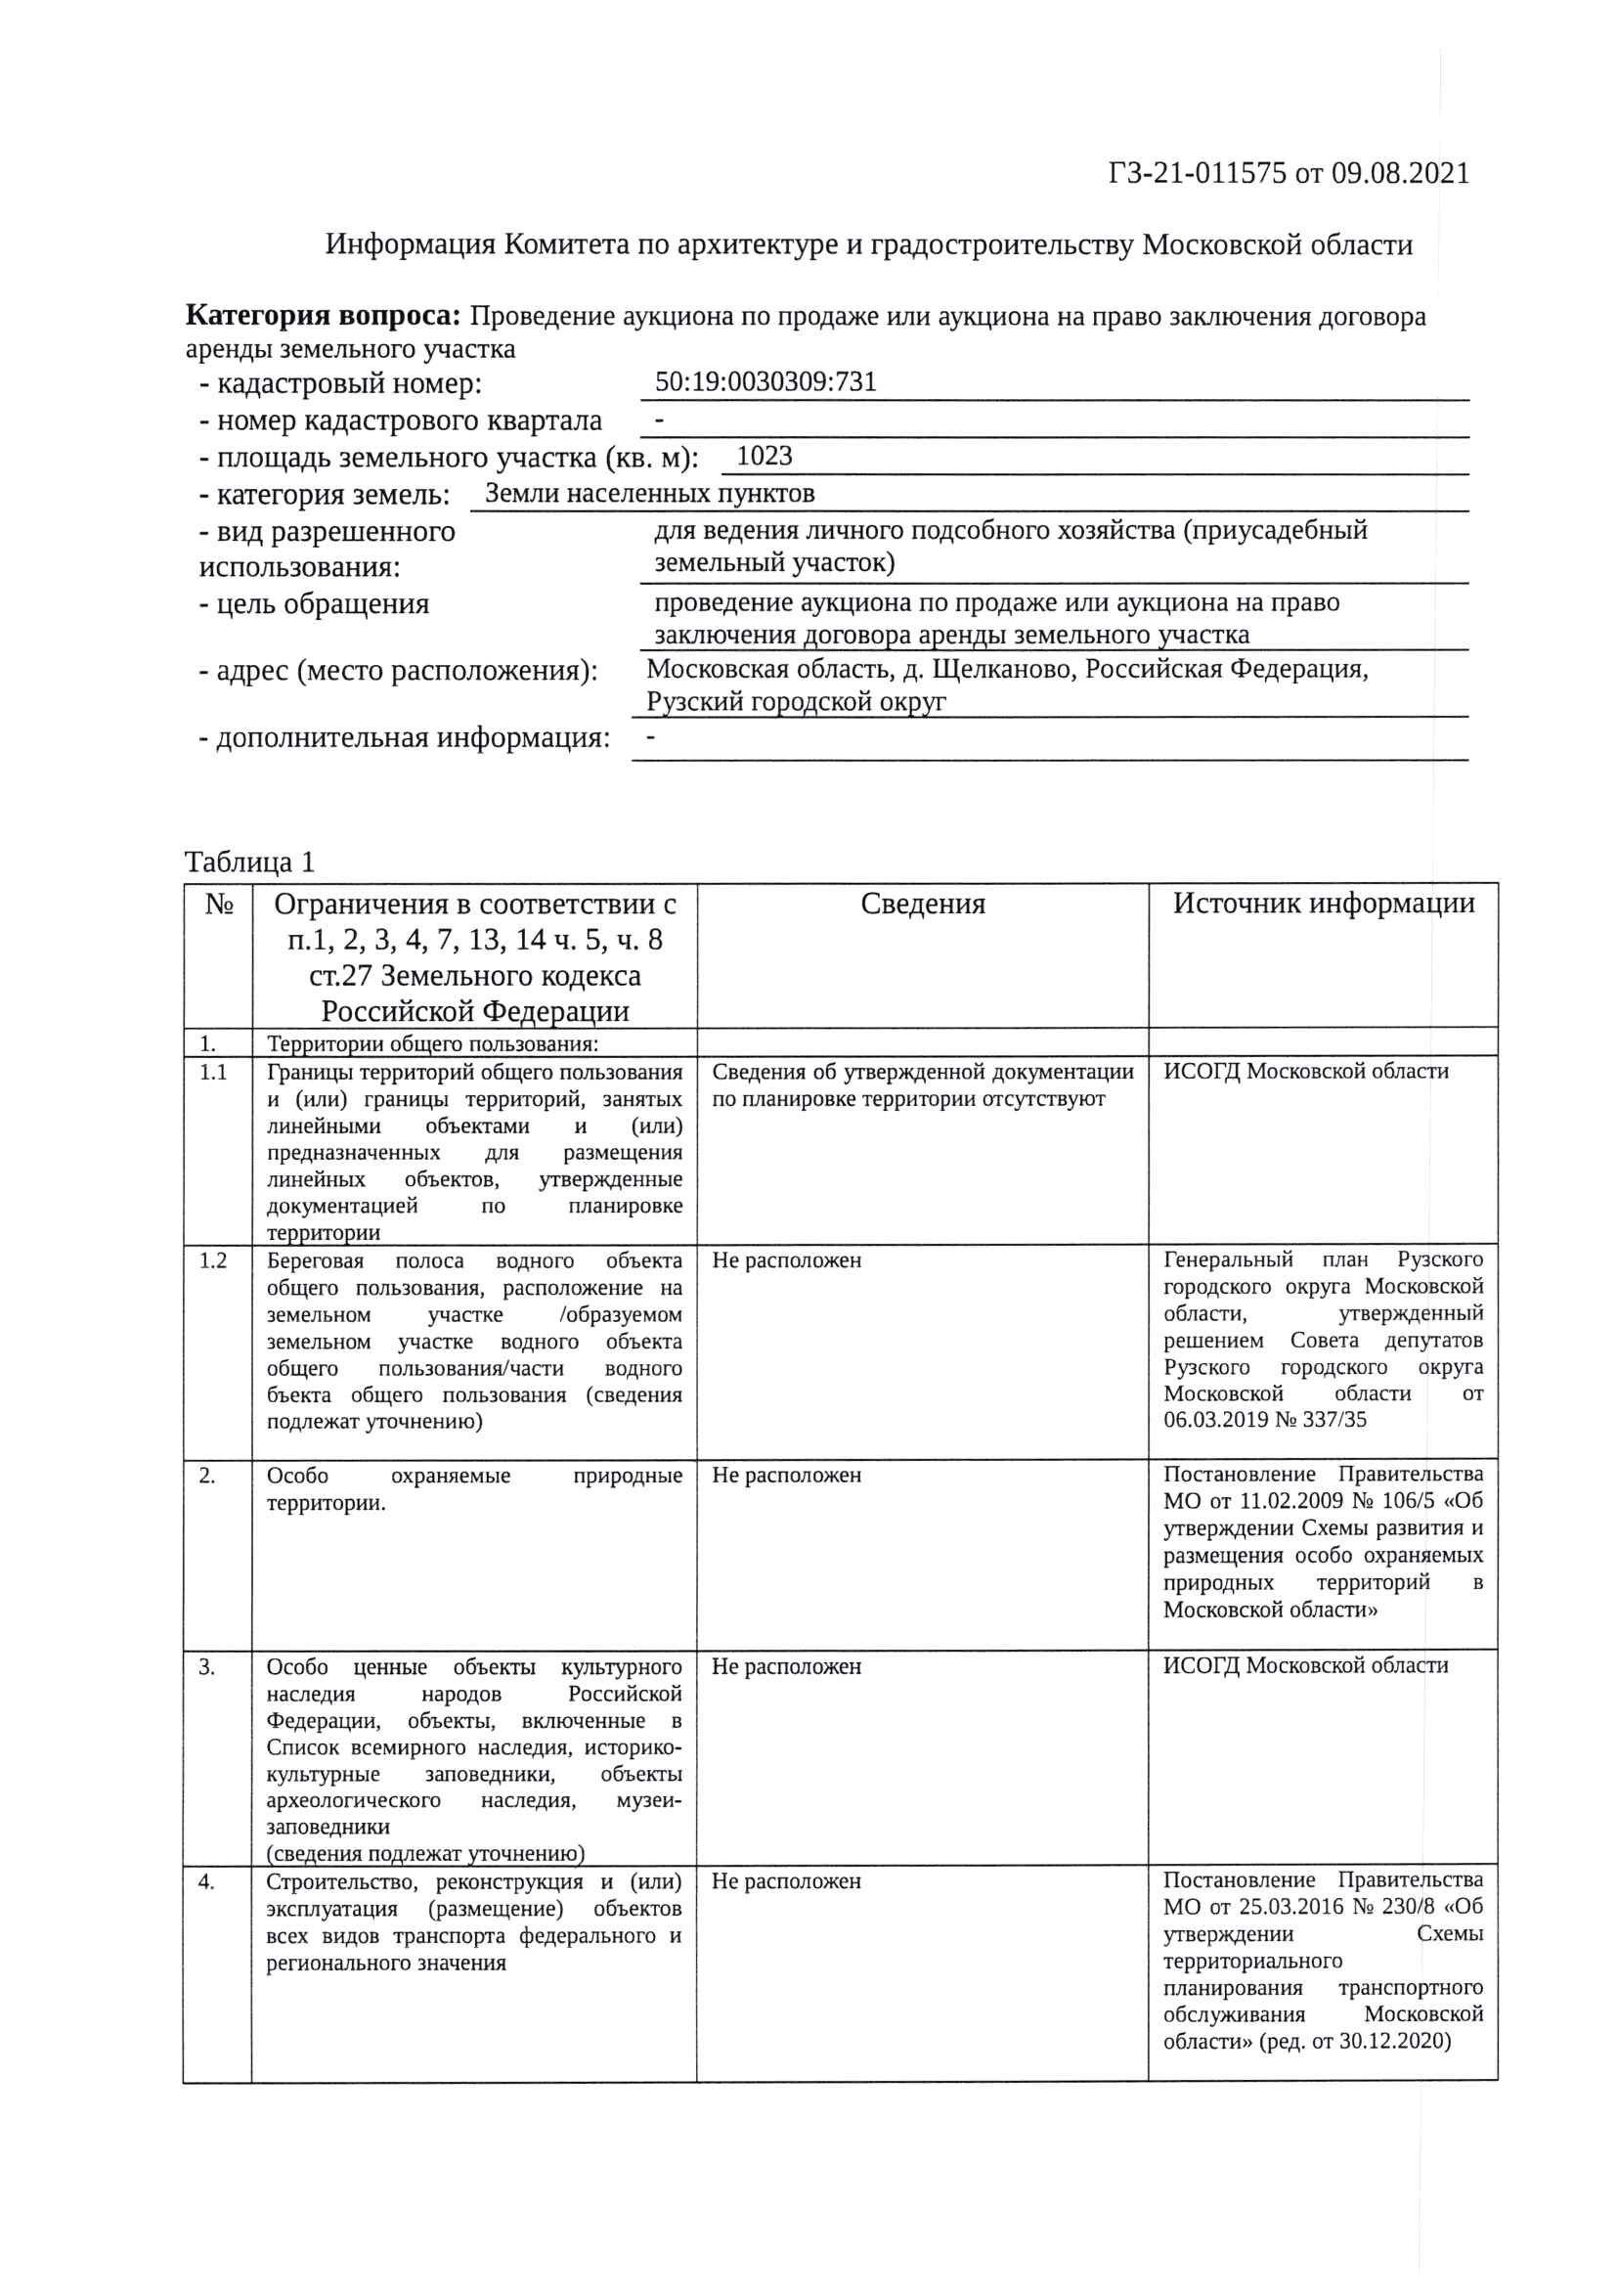 ГЗ-21-011575 от 09.08.2021
Информация Комитета по архитектуре и градостроительству Московской области
Категория вопроса: Проведение аукциона по продаже или аукциона на право заключения договора
аренды земельного участка
- кадастровый номер: 50:19:0030309:731
- номер кадастрового квартала -
- площадь земельного участка (кв. м): 1023
- категория земель: Земли населенных пунктов
- вид разрешенного
использования:
для ведения личного подсобного хозяйства (приусадебный
земельный участок)
- цель обращения
проведение аукциона по продаже или аукциона на право
заключения договора аренды земельного участка
- адрес (место расположения):
Московская область, д. Щелканово, Российская Федерация,
Рузский городской округ
- дополнительная информация: -
Таблица 1
№
Ограничения в соответствии с
п.1, 2, 3, 4, 7, 13, 14 ч. 5, ч. 8
ст.27 Земельного кодекса
Российской Федерации
Сведения
Источник информации
1.
Территории общего пользования:
1.1
Границы территорий общего пользования
и (или) границы территорий, занятых
линейными объектами и (или)
предназначенных для размещения
линейных объектов, утвержденные
документацией по планировке
территории
Сведения об утвержденной документации
по планировке территории отсутствуют
ИСОГД Московской области
1.2
Береговая полоса водного объекта
общего пользования, расположение на
земельном участке /образуемом
земельном участке водного объекта
общего пользования/части водного
бъекта общего пользования (сведения
подлежат уточнению)
Не расположен
Генеральный план Рузского
городского округа Московской
области, утвержденный
решением Совета депутатов
Рузского городского округа
Московской области от
06.03.2019 № 337/35
2.
Особо охраняемые природные
территории.
Не расположен
Постановление Правительства
МО от 11.02.2009 № 106/5 «Об
утверждении Схемы развития и
размещения особо охраняемых
природных территорий в
Московской области»
3.
Особо ценные объекты культурного
наследия народов Российской
Федерации, объекты, включенные в
Список всемирного наследия, историко-
культурные заповедники, объекты
археологического наследия, музеи-
заповедники
(сведения подлежат уточнению)
Не расположен
ИСОГД Московской области
4.
Строительство, реконструкция и (или)
эксплуатация (размещение) объектов
всех видов транспорта федерального и
регионального значения
Не расположен
Постановление Правительства
МО от 25.03.2016 № 230/8 «Об
утверждении Схемы
территориального
планирования транспортного
обслуживания Московской
области» (ред. от 30.12.2020)